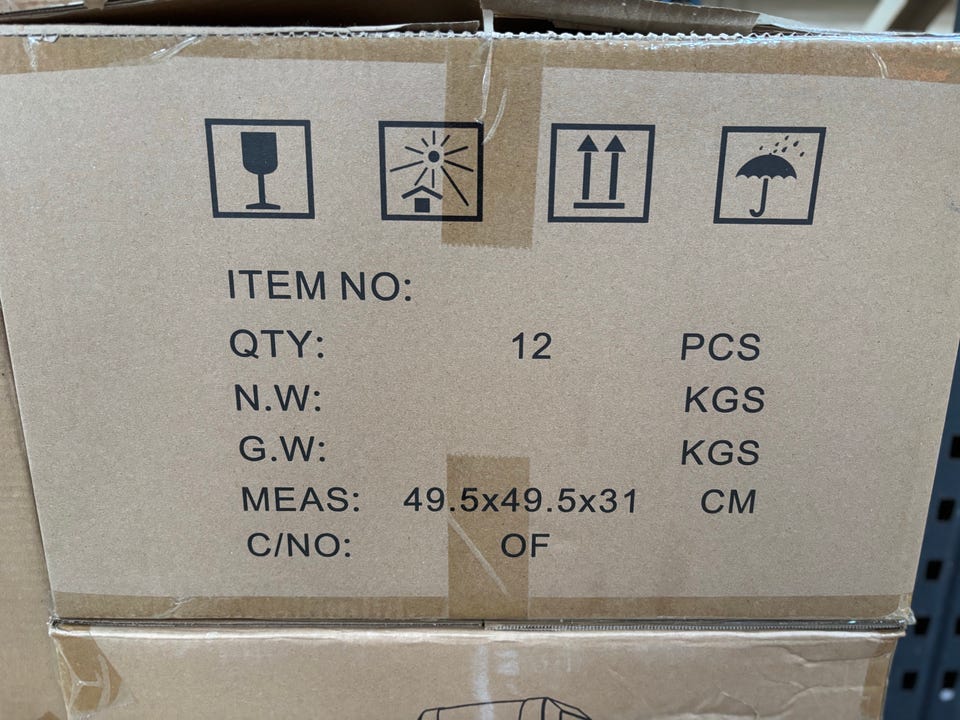 ITEM NO:
QTY: 12 PCS
N.W: KGS
G.W: KGS
MEAS: 49.5x49.5x31 CM
C/NO: OF